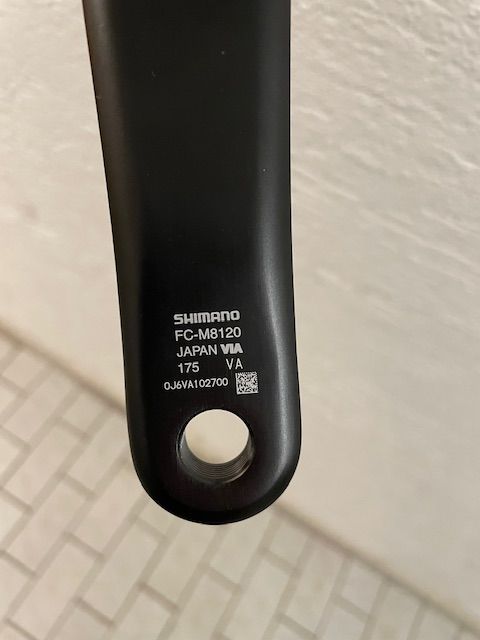 SHIMANO
FC-M8120
JAPAN VIA
175 VA
0J6VA102700